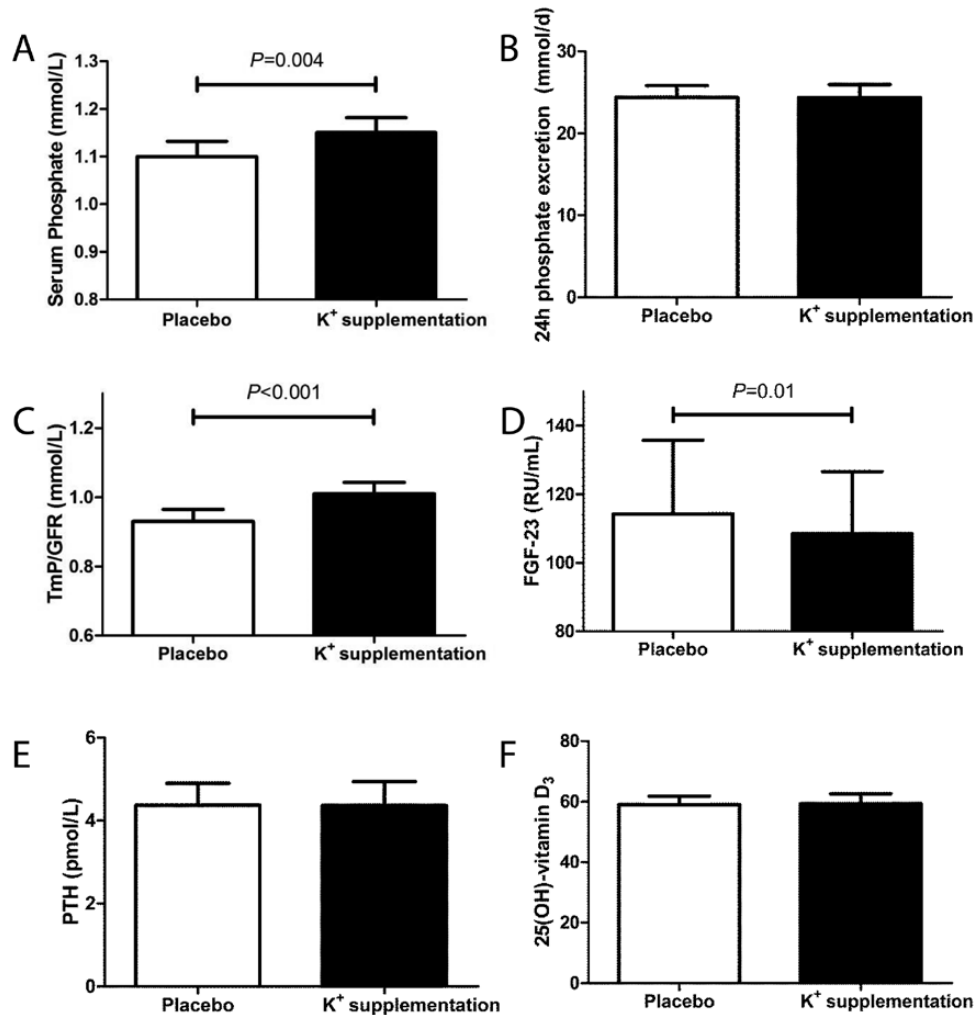 A
Serum Phosphate (mmol/L)
1.3
1.2
1.1
1.0
0.9
0.8
P=0.004
Placebo
K+ supplementation
B
24h phosphate excretion (mmol/d)
30
20
10
0
Placebo
K+ supplementation
C
TmP/GFR (mmol/L)
1.2
1.0
0.8
0.6
P<0.001
Placebo
K+ supplementation
D
FGF-23 (RU/mL)
140
120
100
80
P=0.01
Placebo
K+ supplementation
E
PTH (pmol/L)
6
4
2
0
Placebo
K+ supplementation
F
25(OH)-vitamin D3
80
60
40
20
0
Placebo
K+ supplementation